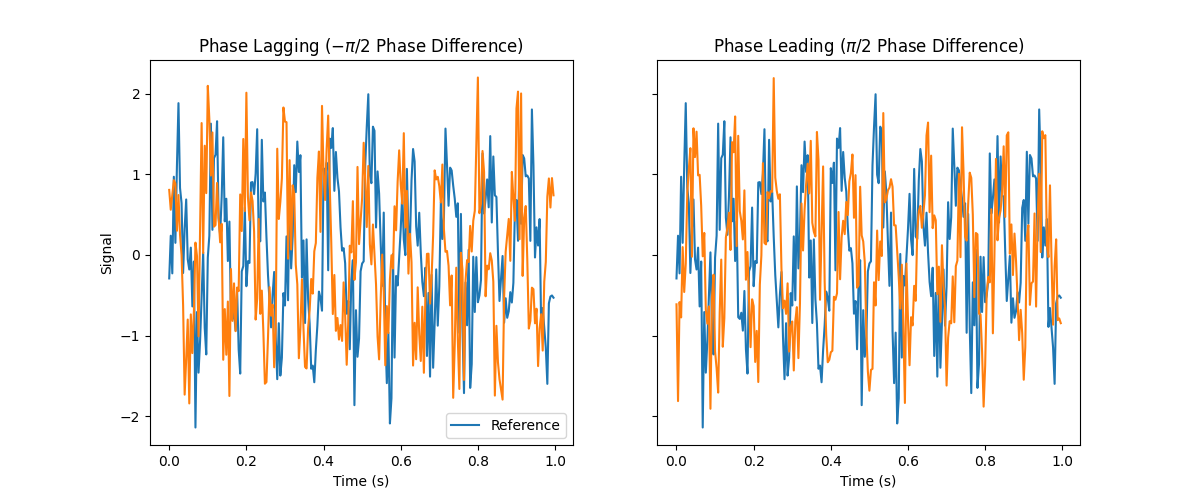 Phase Lagging (−π/2 Phase Difference)
Phase Leading (π/2 Phase Difference)
Signal
2
1
0
−1
−2
Reference
0.0 0.2 0.4 0.6 0.8 1.0
0.0 0.2 0.4 0.6 0.8 1.0
Time (s)
Time (s)